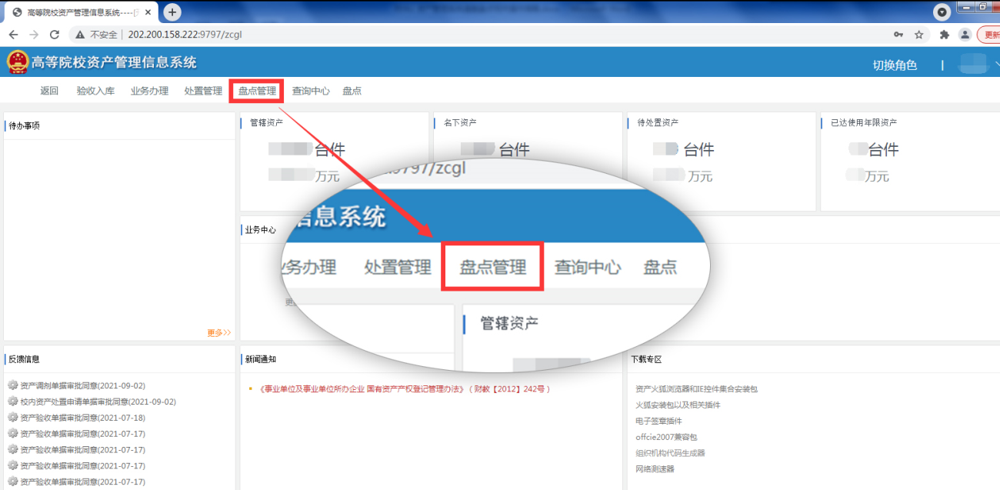 高等院校资产管理信息系统----[
不安全 202.200.158.222:9797/zcgl
更新
高等院校资产管理信息系统
切换角色 |
返回 验收入库 业务办理 处置管理 盘点管理 查询中心 盘点
待办事项
管辖资产
台件
万元
名下资产
台件
待处置资产
台件
万元
已达使用年限资产
台件
万元
.9797/zcgl
信息系统
业务办理 处置管理 盘点管理 查询中心 盘点
管辖资产
业务中心
更多>>
反馈信息
资产调剂单据审批同意(2021-09-02)
校内资产处置申请单据审批同意(2021-09-02)
资产验收单据审批同意(2021-07-18)
资产验收单据审批同意(2021-07-17)
资产验收单据审批同意(2021-07-17)
资产验收单据审批同意(2021-07-17)
资产验收单据审批同意(2021-07-17)
新闻通知
《事业单位及事业单位所办企业 国有资产产权登记管理办法》（财教【2012】242号）
下载专区
资产火狐浏览器和IE控件集合安装包
火狐安装包以及相关插件
电子签章插件
offcie2007兼容包
组织机构代码生成器
网络测速器